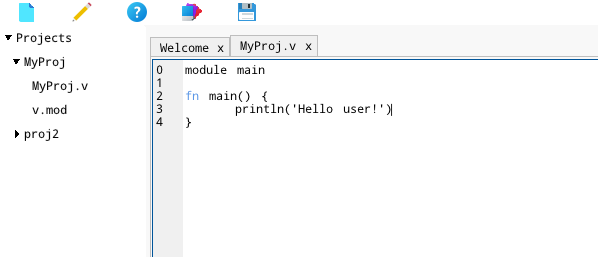 Projects
MyProj
MyProj.v
v.mod
proj2
Welcome x
MyProj.v x
0 module main
1
2 fn main() {
3 println('Hello user!')
4 }